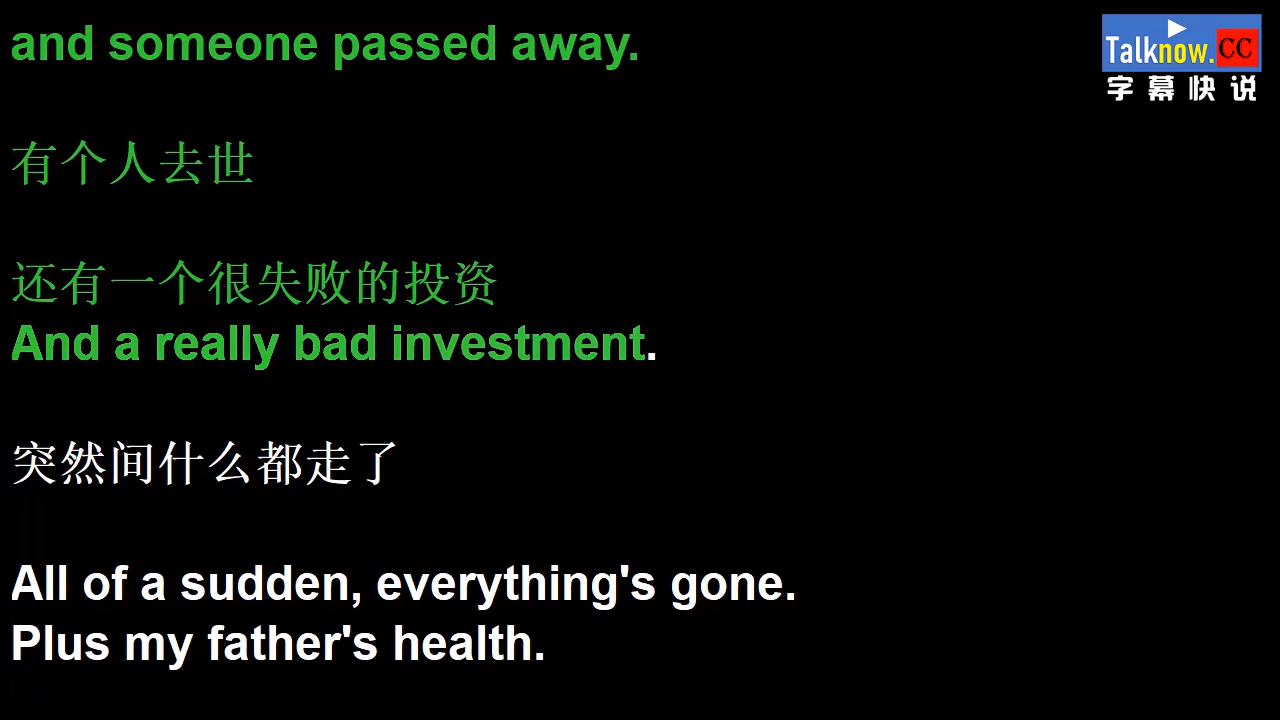 and someone passed away.
Talknow.CC
字幕快说
有个人去世
还有一个很失败的投资
And a really bad investment.
突然间什么都走了
All of a sudden, everything's gone.
Plus my father's health.